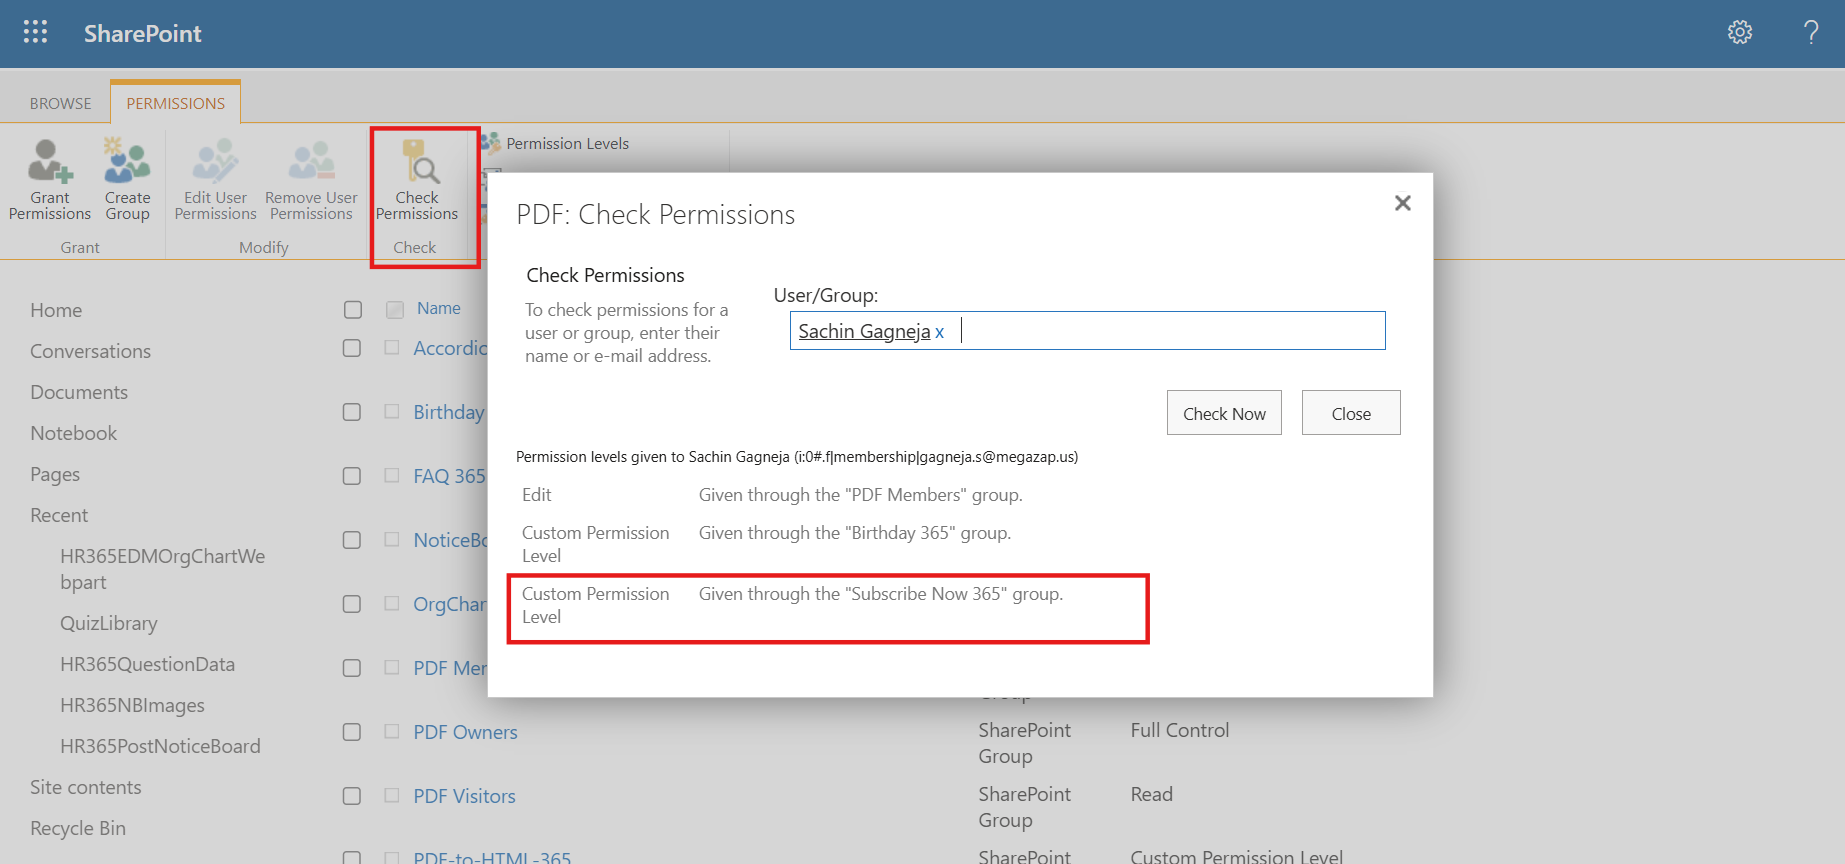 SharePoint
BROWSE
PERMISSIONS
Grant
Permissions
Create
Group
Edit User
Permissions
Remove User
Permissions
Check
Permissions
Permission Levels
Grant
Modify
Check
Home
Conversations
Documents
Notebook
Pages
Recent
HR365EDMOrgChartWe
bpart
QuizLibrary
HR365QuestionData
HR365NBImages
HR365PostNoticeBoard
Site contents
Recycle Bin
Name
Accordio
Birthday
FAQ 365
NoticeBo
OrgChar
PDF Mer
PDF Owners
SharePoint
Group
Full Control
PDF Visitors
SharePoint
Group
Read
PDF-to-HTML-365
SharePoint
Custom Permission Level
PDF: Check Permissions
Check Permissions
To check permissions for a
user or group, enter their
name or e-mail address.
User/Group:
Sachin Gagneja x
Check Now
Close
Permission levels given to Sachin Gagneja (i:0#.f|membership|gagneja.s@megazap.us)
Edit Given through the "PDF Members" group.
Custom Permission Given through the "Birthday 365" group.
Level
Custom Permission Given through the "Subscribe Now 365" group.
Level